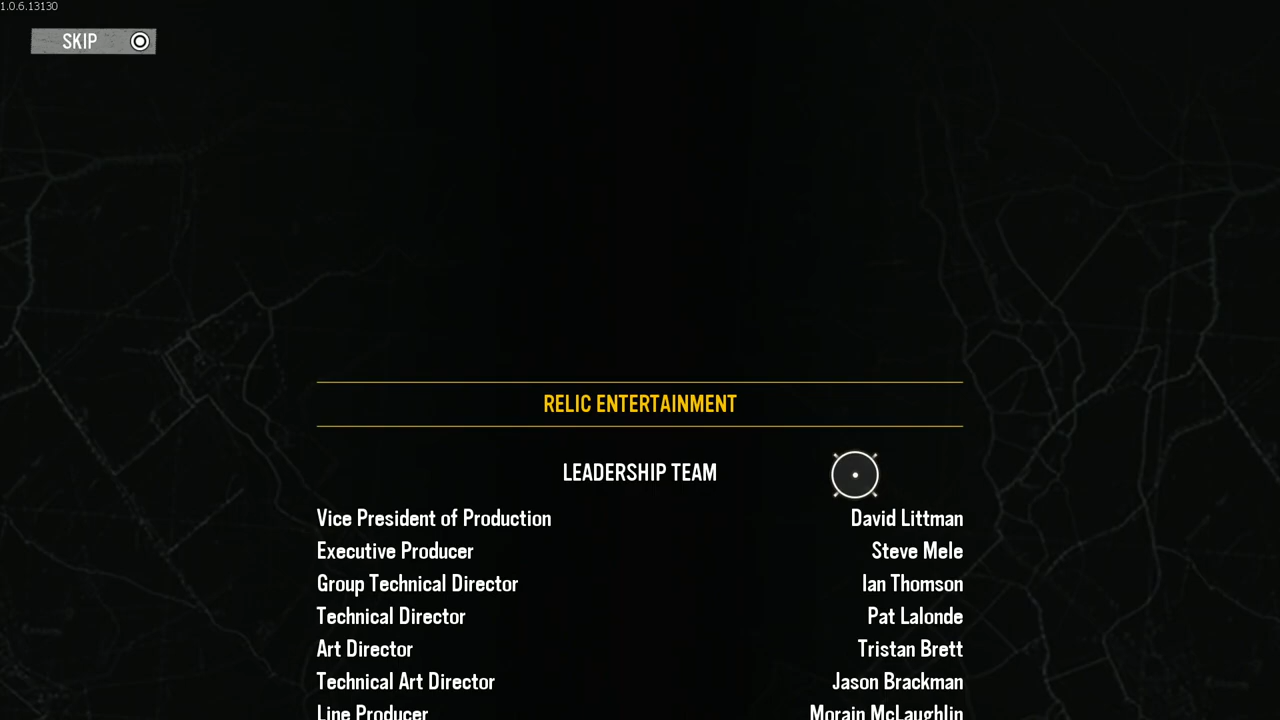 1.0.6.13130
SKIP
RELIC ENTERTAINMENT
LEADERSHIP TEAM
Vice President of Production David Littman
Executive Producer Steve Mele
Group Technical Director Ian Thomson
Technical Director Pat Lalonde
Art Director Tristan Brett
Technical Art Director Jason Brackman
Line Producer Morain McLaughlin